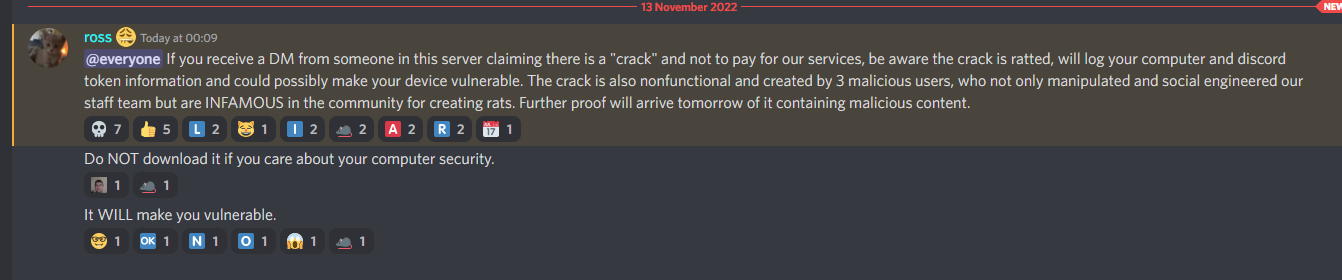 13 November 2022
NEW
ross Today at 00:09
@everyone If you receive a DM from someone in this server claiming there is a "crack" and not to pay for our services, be aware the crack is ratted, will log your computer and discord
token information and could possibly make your device vulnerable. The crack is also nonfunctional and created by 3 malicious users, who not only manipulated and social engineered our
staff team but are INFAMOUS in the community for creating rats. Further proof will arrive tomorrow of it containing malicious content.
7 5 L 2 1 I 2 2 A 2 R 2 17 1
Do NOT download it if you care about your computer security.
1 1
It WILL make you vulnerable.
1 OK 1 N 1 O 1 1 1